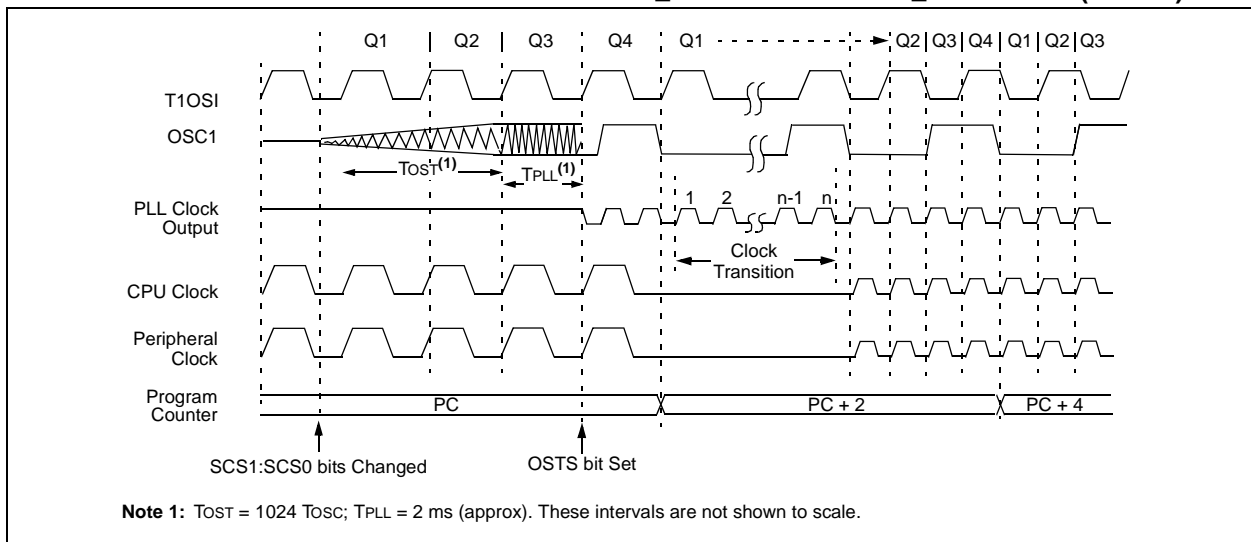 Q1 Q2 Q3 Q4 Q1 Q2 Q3 Q4 Q1 Q2 Q3
T1OSI
OSC1
TOST(1)
TPLL(1)
1 2 n-1 n
PLL Clock
Output
Clock
Transition
CPU Clock
Peripheral
Clock
Program
Counter
PC PC + 2 PC + 4
SCS1:SCS0 bits Changed
OSTS bit Set
Note 1: TOST = 1024 TOSC; TPLL = 2 ms (approx). These intervals are not shown to scale.